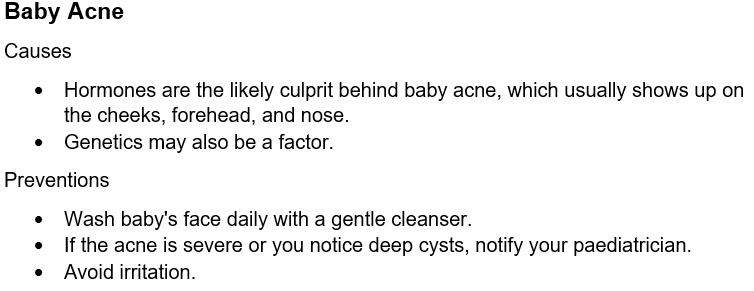 Baby Acne
Causes
• Hormones are the likely culprit behind baby acne, which usually shows up on
the cheeks, forehead, and nose.
• Genetics may also be a factor.
Preventions
• Wash baby's face daily with a gentle cleanser.
• If the acne is severe or you notice deep cysts, notify your paediatrician.
• Avoid irritation.